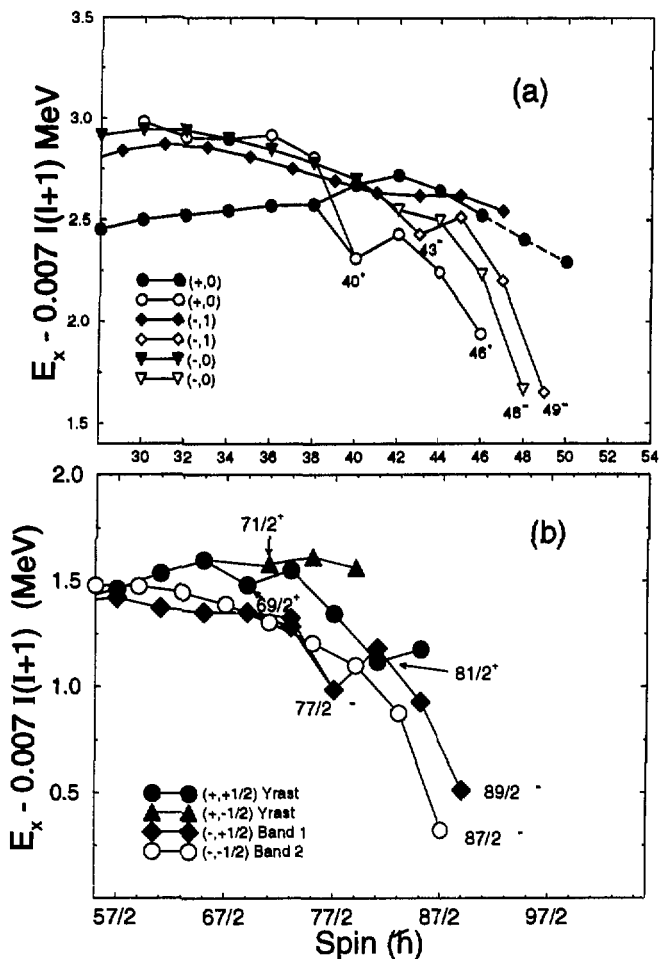 E_x - 0.007 I(I+1) MeV
3.5
3.0
2.5
2.0
1.5
(a)
40⁺
43⁻
46⁺
48⁻
49⁻
(+,0)
(+,0)
(-,1)
(-,1)
(-,0)
(-,0)
30 32 34 36 38 40 42 44 46 48 50 52 54
E_x - 0.007 I(I+1) (MeV)
2.0
1.5
1.0
0.5
(b)
71/2⁺
69/2⁺
77/2 ⁻
81/2⁺
89/2 ⁻
87/2 ⁻
(+,+1/2) Yrast
(+,-1/2) Yrast
(-,+1/2) Band 1
(-,-1/2) Band 2
57/2 67/2 77/2 87/2 97/2
Spin (ħ)